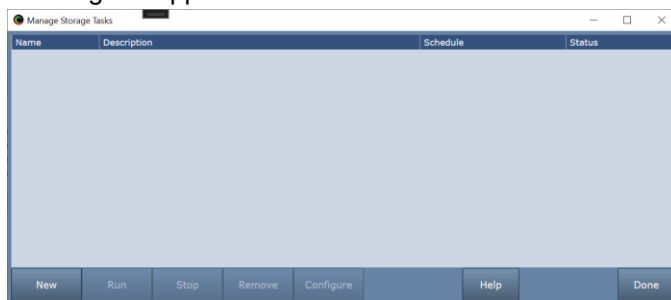 Manage Storage Tasks
Name Description Schedule Status
New Run Stop Remove Configure Help Done